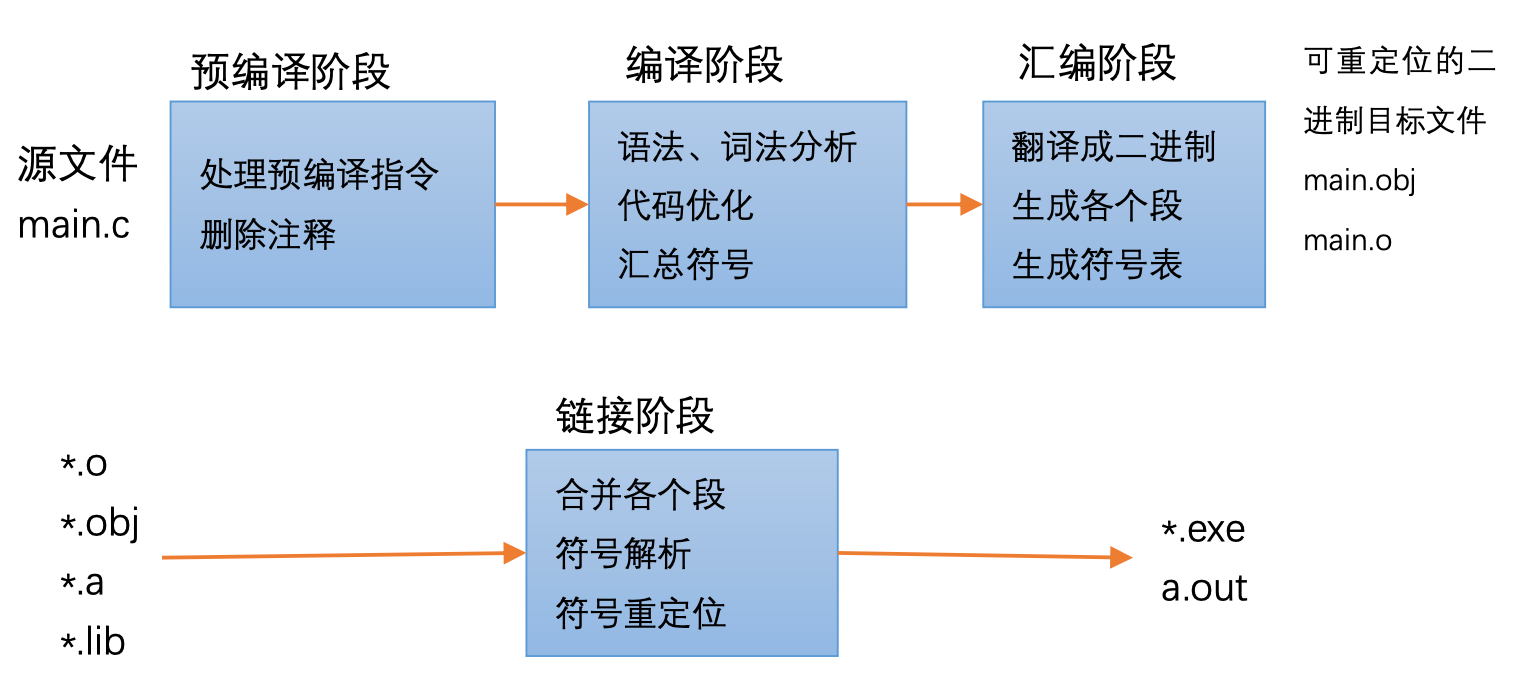 源文件
main.c
预编译阶段
处理预编译指令
删除注释
编译阶段
语法、词法分析
代码优化
汇总符号
汇编阶段
翻译成二进制
生成各个段
生成符号表
可重定位的二
进制目标文件
main.obj
main.o
*.o
*.obj
*.a
*.lib
链接阶段
合并各个段
符号解析
符号重定位
*.exe
a.out